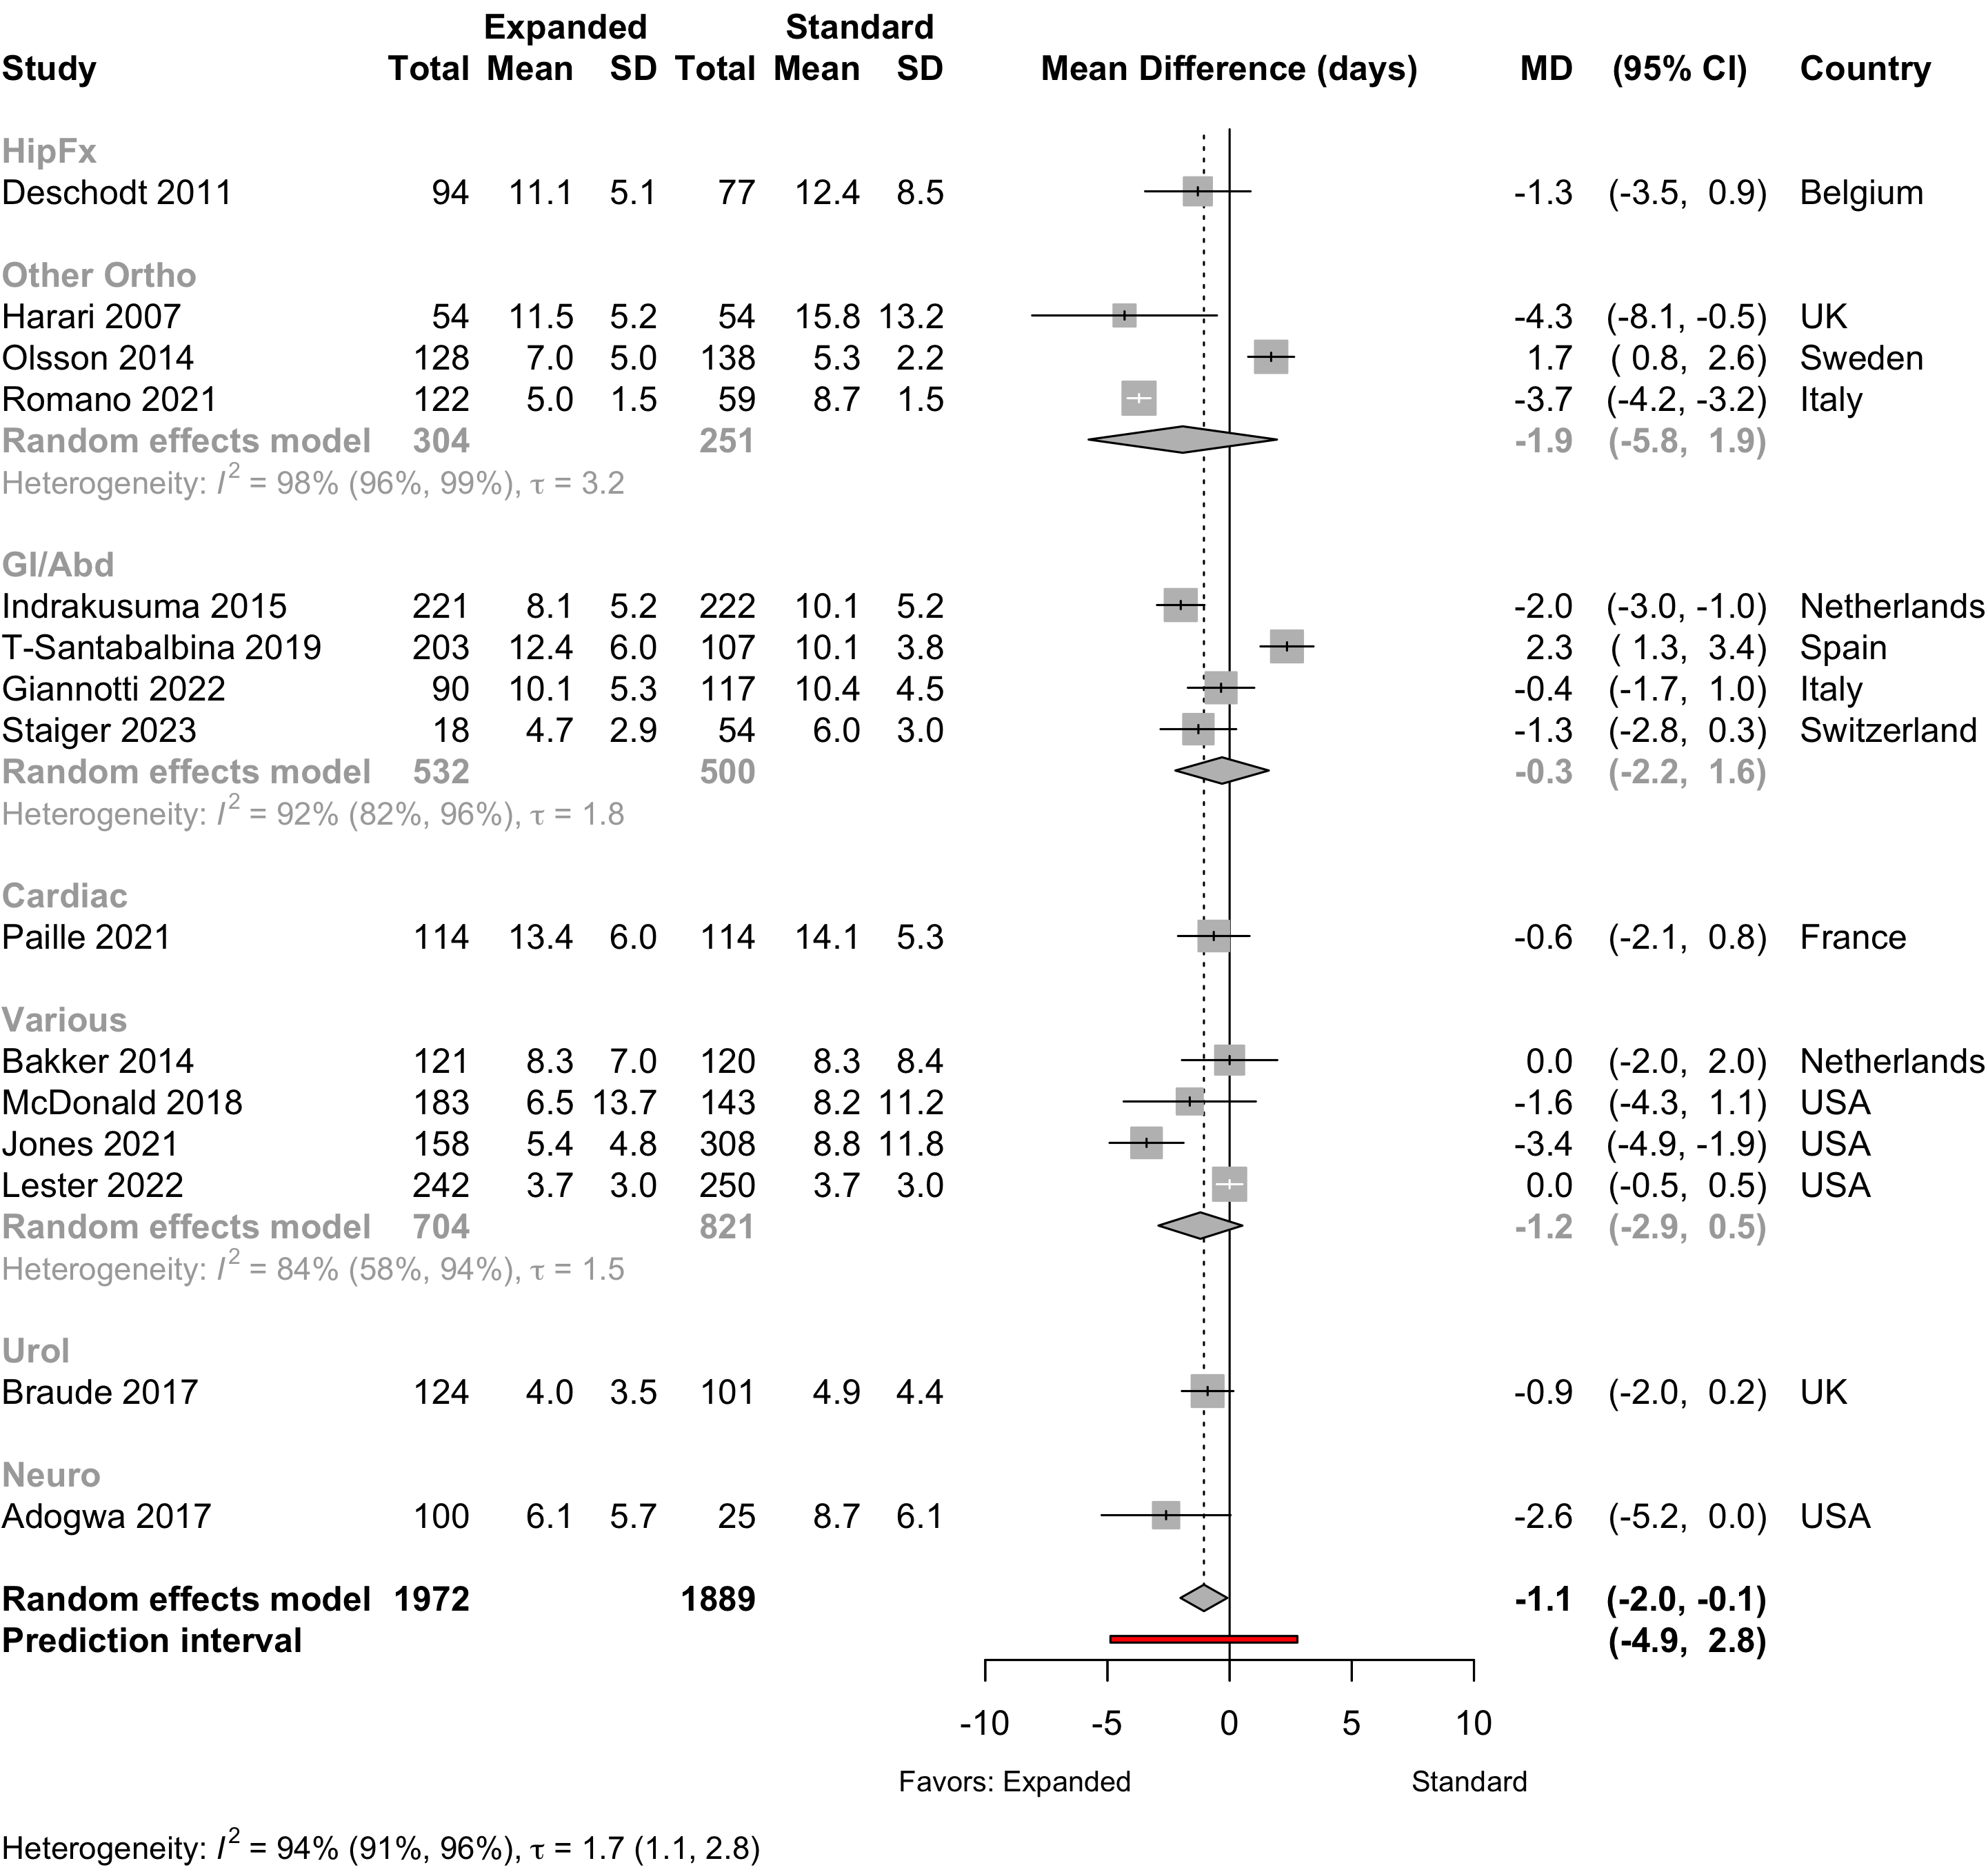 Expanded Standard
Study Total Mean SD Total Mean SD Mean Difference (days) MD (95% CI) Country
HipFx
Deschodt 2011 94 11.1 5.1 77 12.4 8.5 -1.3 (-3.5, 0.9) Belgium
Other Ortho
Harari 2007 54 11.5 5.2 54 15.8 13.2 -4.3 (-8.1, -0.5) UK
Olsson 2014 128 7.0 5.0 138 5.3 2.2 1.7 ( 0.8, 2.6) Sweden
Romano 2021 122 5.0 1.5 59 8.7 1.5 -3.7 (-4.2, -3.2) Italy
Random effects model 304 251 -1.9 (-5.8, 1.9)
Heterogeneity: I² = 98% (96%, 99%), τ = 3.2
GI/Abd
Indrakusuma 2015 221 8.1 5.2 222 10.1 5.2 -2.0 (-3.0, -1.0) Netherlands
T-Santabalbina 2019 203 12.4 6.0 107 10.1 3.8 2.3 ( 1.3, 3.4) Spain
Giannotti 2022 90 10.1 5.3 117 10.4 4.5 -0.4 (-1.7, 1.0) Italy
Staiger 2023 18 4.7 2.9 54 6.0 3.0 -1.3 (-2.8, 0.3) Switzerland
Random effects model 532 500 -0.3 (-2.2, 1.6)
Heterogeneity: I² = 92% (82%, 96%), τ = 1.8
Cardiac
Paille 2021 114 13.4 6.0 114 14.1 5.3 -0.6 (-2.1, 0.8) France
Various
Bakker 2014 121 8.3 7.0 120 8.3 8.4 0.0 (-2.0, 2.0) Netherlands
McDonald 2018 183 6.5 13.7 143 8.2 11.2 -1.6 (-4.3, 1.1) USA
Jones 2021 158 5.4 4.8 308 8.8 11.8 -3.4 (-4.9, -1.9) USA
Lester 2022 242 3.7 3.0 250 3.7 3.0 0.0 (-0.5, 0.5) USA
Random effects model 704 821 -1.2 (-2.9, 0.5)
Heterogeneity: I² = 84% (58%, 94%), τ = 1.5
Urol
Braude 2017 124 4.0 3.5 101 4.9 4.4 -0.9 (-2.0, 0.2) UK
Neuro
Adogwa 2017 100 6.1 5.7 25 8.7 6.1 -2.6 (-5.2, 0.0) USA
Random effects model 1972 1889 -1.1 (-2.0, -0.1)
Prediction interval (-4.9, 2.8)
-10 -5 0 5 10
Favors: Expanded Standard
Heterogeneity: I² = 94% (91%, 96%), τ = 1.7 (1.1, 2.8)